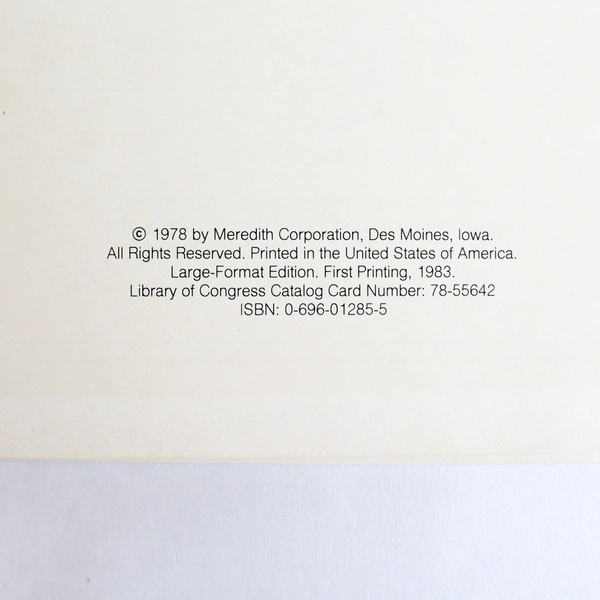 © 1978 by Meredith Corporation, Des Moines, Iowa.
All Rights Reserved. Printed in the United States of America.
Large-Format Edition. First Printing, 1983.
Library of Congress Catalog Card Number: 78-55642
ISBN: 0-696-01285-5